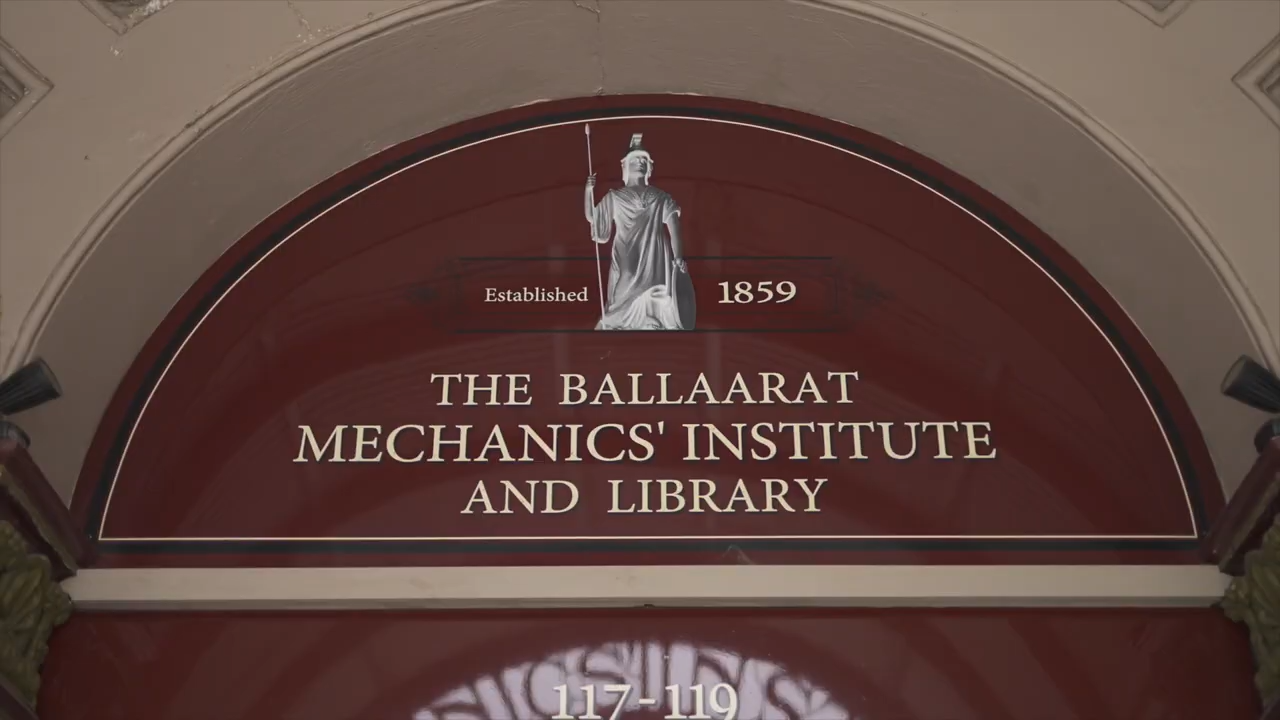 Established 1859
THE BALLAARAT
MECHANICS' INSTITUTE
AND LIBRARY
117-119